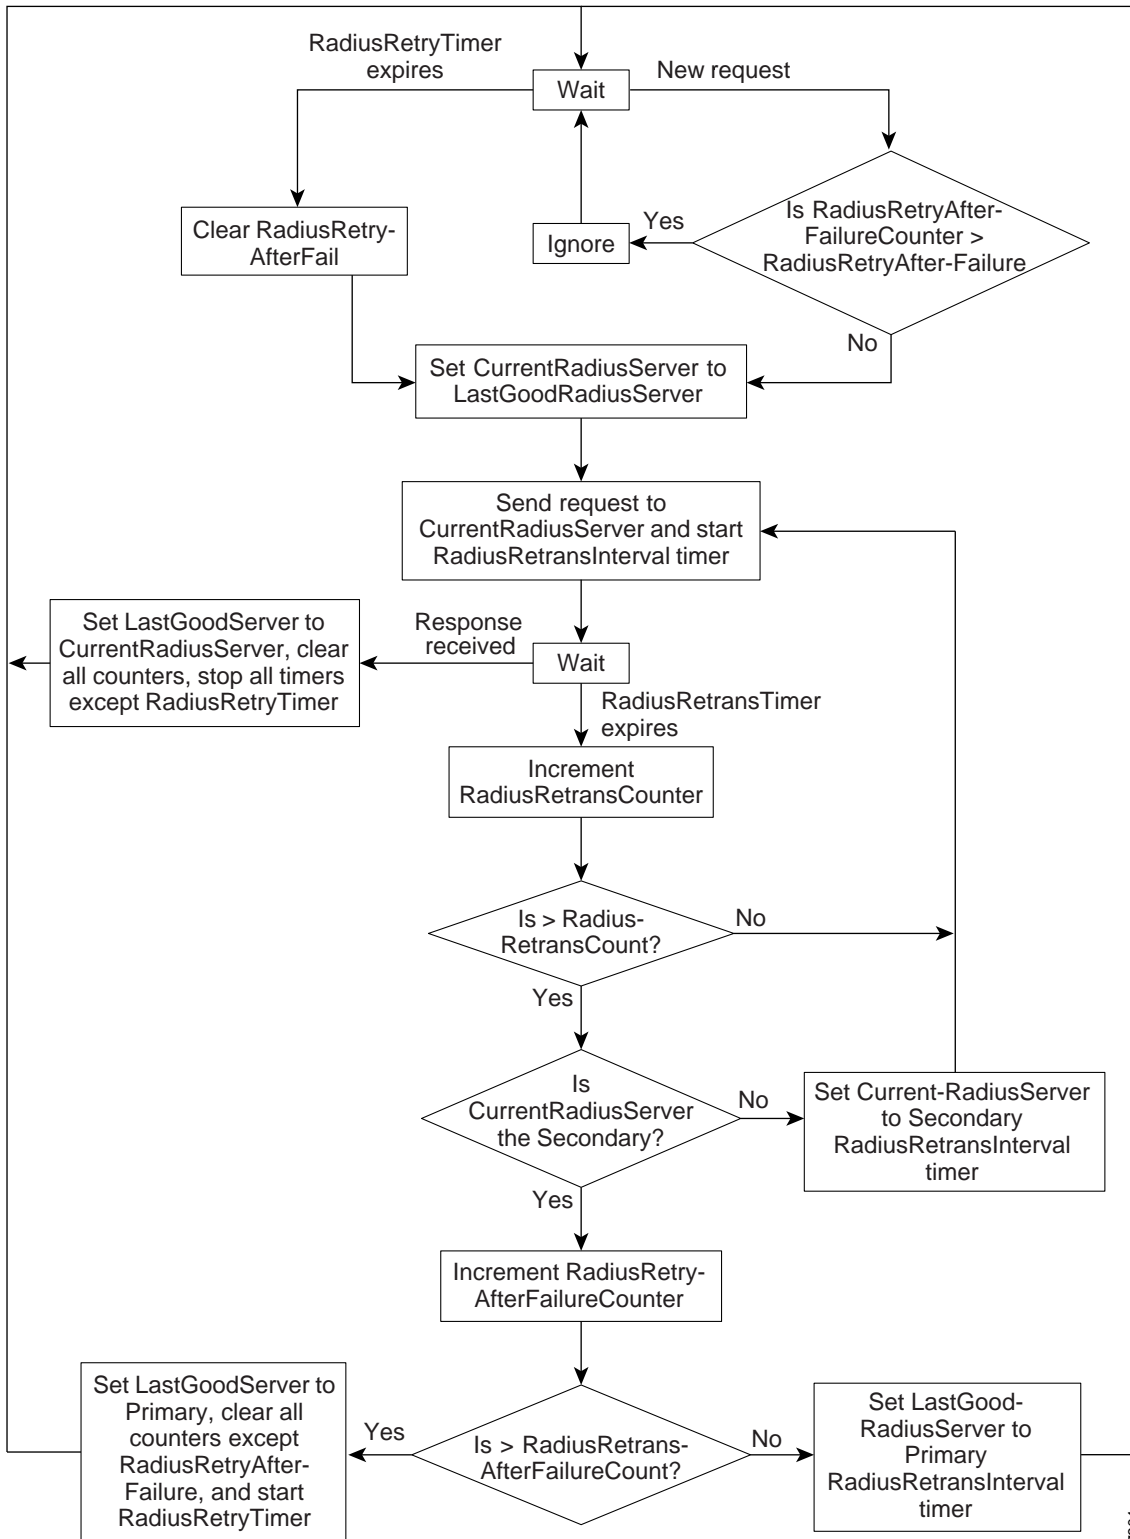 RadiusRetryTimer
expires
Wait
New request
Clear RadiusRetry-
AfterFail
Ignore
Yes
Is RadiusRetryAfter-
FailureCounter >
RadiusRetryAfter-Failure
No
Set CurrentRadiusServer to
LastGoodRadiusServer
Send request to
CurrentRadiusServer and start
RadiusRetransInterval timer
Set LastGoodServer to
CurrentRadiusServer, clear
all counters, stop all timers
except RadiusRetryTimer
Response
received
Wait
RadiusRetransTimer
expires
Increment
RadiusRetransCounter
Is > Radius-
RetransCount?
No
Yes
Is
CurrentRadiusServer
the Secondary?
No
Set Current-RadiusServer
to Secondary
RadiusRetransInterval
timer
Yes
Increment RadiusRetry-
AfterFailureCounter
Set LastGoodServer to
Primary, clear all
counters except
RadiusRetryAfter-
Failure, and start
RadiusRetryTimer
Yes
Is > RadiusRetrans-
AfterFailureCount?
No
Set LastGood-
RadiusServer to
Primary
RadiusRetransInterval
timer